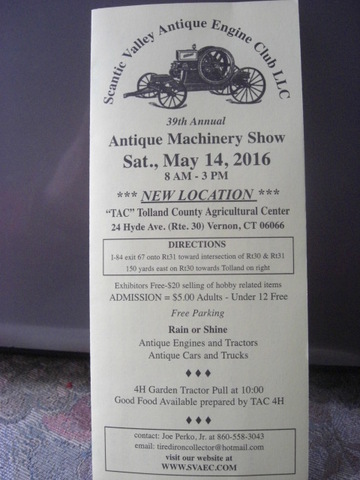 Scantic Valley Antique Engine Club LLC
39th Annual
Antique Machinery Show
Sat., May 14, 2016
8 AM - 3 PM
*** NEW LOCATION ***
"TAC" Tolland County Agricultural Center
24 Hyde Ave. (Rte. 30) Vernon, CT 06066
DIRECTIONS
I-84 exit 67 onto Rt31 toward intersection of Rt30 & Rt31
150 yards east on Rt30 towards Tolland on right
Exhibitors Free-$20 selling of hobby related items
ADMISSION = $5.00 Adults - Under 12 Free
Free Parking
Rain or Shine
Antique Engines and Tractors
Antique Cars and Trucks
4H Garden Tractor Pull at 10:00
Good Food Available prepared by TAC 4H
contact: Joe Perko, Jr. at 860-558-3043
email: tiredironcollector@hotmail.com
visit our website at
WWW.SVAEC.COM